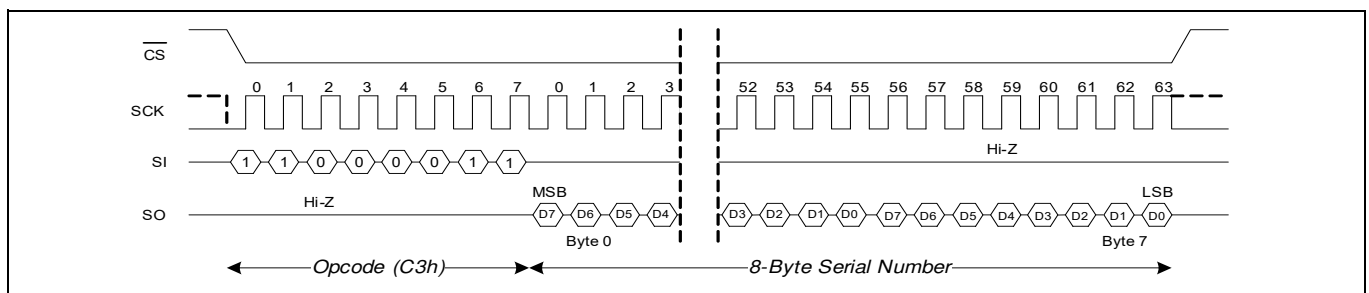 CS
0 1 2 3 4 5 6 7 0 1 2 3 52 53 54 55 56 57 58 59 60 61 62 63
SCK
Hi-Z
SI 1 1 0 0 0 0 1 1
MSB LSB
Hi-Z
SO D7 D6 D5 D4 D3 D2 D1 D0 D7 D6 D5 D4 D3 D2 D1 D0
Byte 0 Byte 7
Opcode (C3h) 8-Byte Serial Number